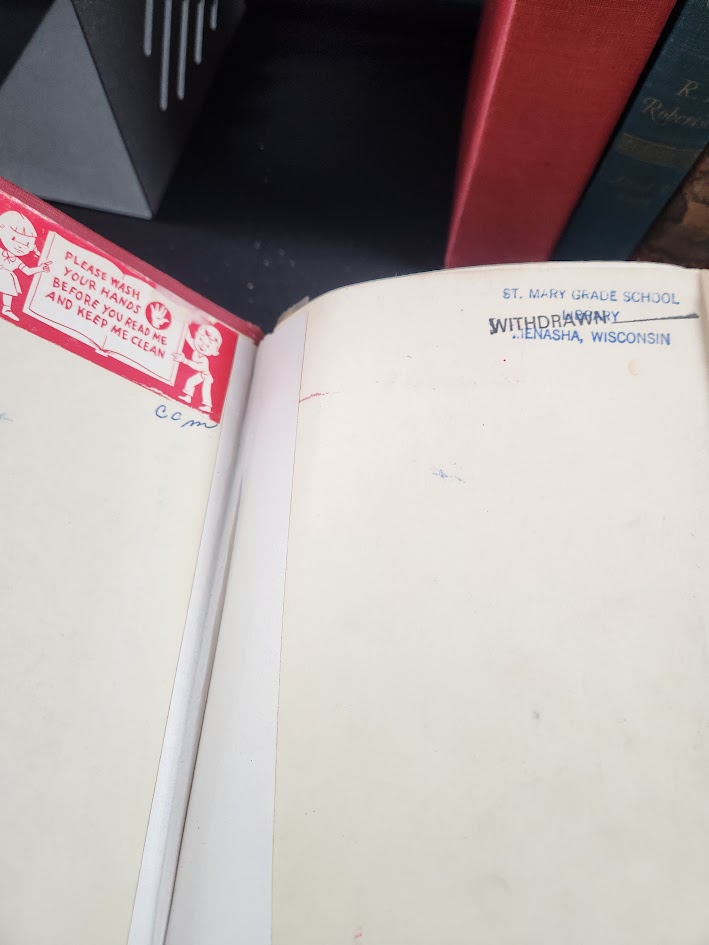 PLEASE WASH
YOUR HANDS
BEFORE YOU READ ME
AND KEEP ME CLEAN
ccm
ST. MARY GRADE SCHOOL
LIBRARY
WITHDRAWN
MENASHA, WISCONSIN
R.